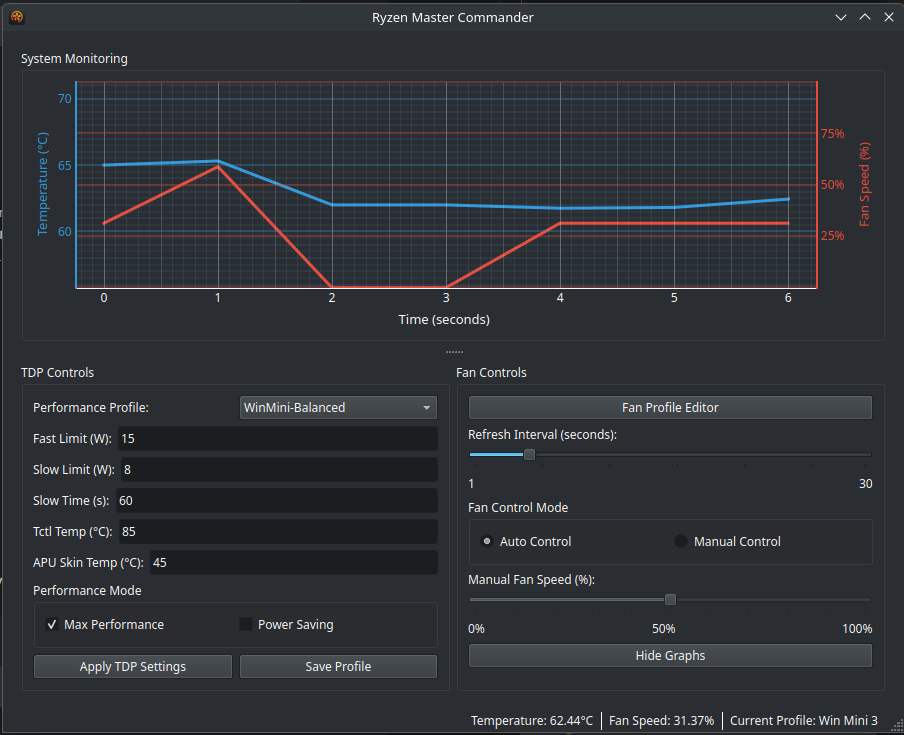 Ryzen Master Commander
System Monitoring
70
65
60
Temperature (°C)
75%
50%
25%
Fan Speed (%)
0 1 2 3 4 5 6
Time (seconds)
TDP Controls
Performance Profile: WinMini-Balanced
Fast Limit (W): 15
Slow Limit (W): 8
Slow Time (s): 60
Tctl Temp (°C): 85
APU Skin Temp (°C): 45
Performance Mode
Max Performance Power Saving
Apply TDP Settings Save Profile
Fan Controls
Fan Profile Editor
Refresh Interval (seconds):
1 30
Fan Control Mode
Auto Control Manual Control
Manual Fan Speed (%):
0% 50% 100%
Hide Graphs
Temperature: 62.44°C Fan Speed: 31.37% Current Profile: Win Mini 3